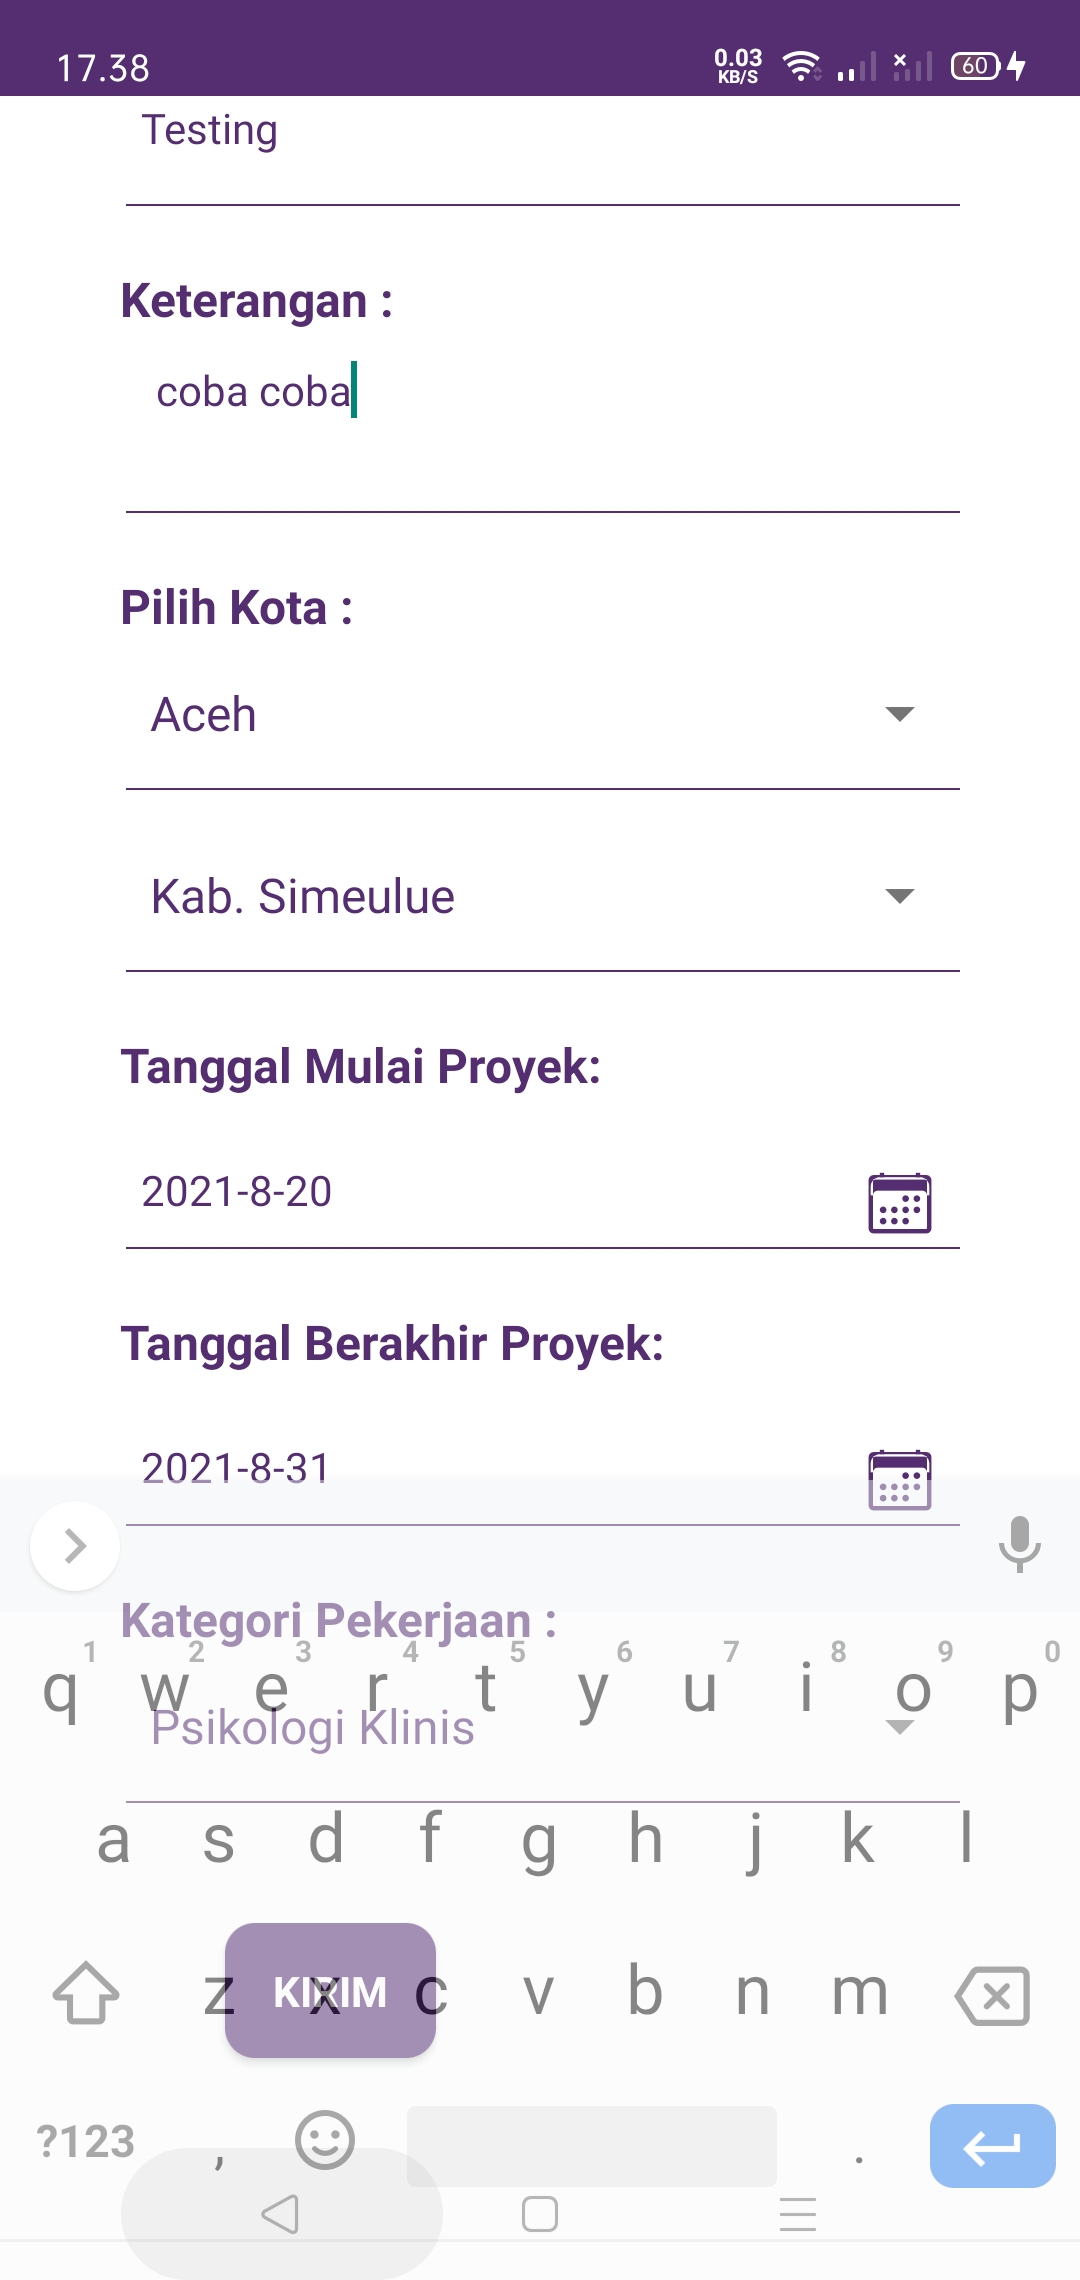 17.38
0.03
KB/S
60
Testing
Keterangan :
coba coba
Pilih Kota :
Aceh
Kab. Simeulue
Tanggal Mulai Proyek:
2021-8-20
Tanggal Berakhir Proyek:
2021-8-31
Kategori Pekerjaan :
1 2 3 4 5 6 7 8 9 0
q w e r t y u i o p
Psikologi Klinis
a s d f g h j k l
KIRIM
z x c v b n m
?123 , .